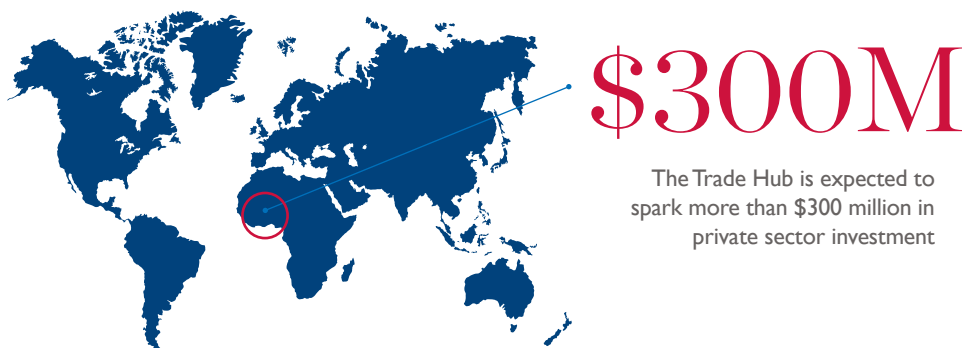 $300M
The Trade Hub is expected to
spark more than $300 million in
private sector investment